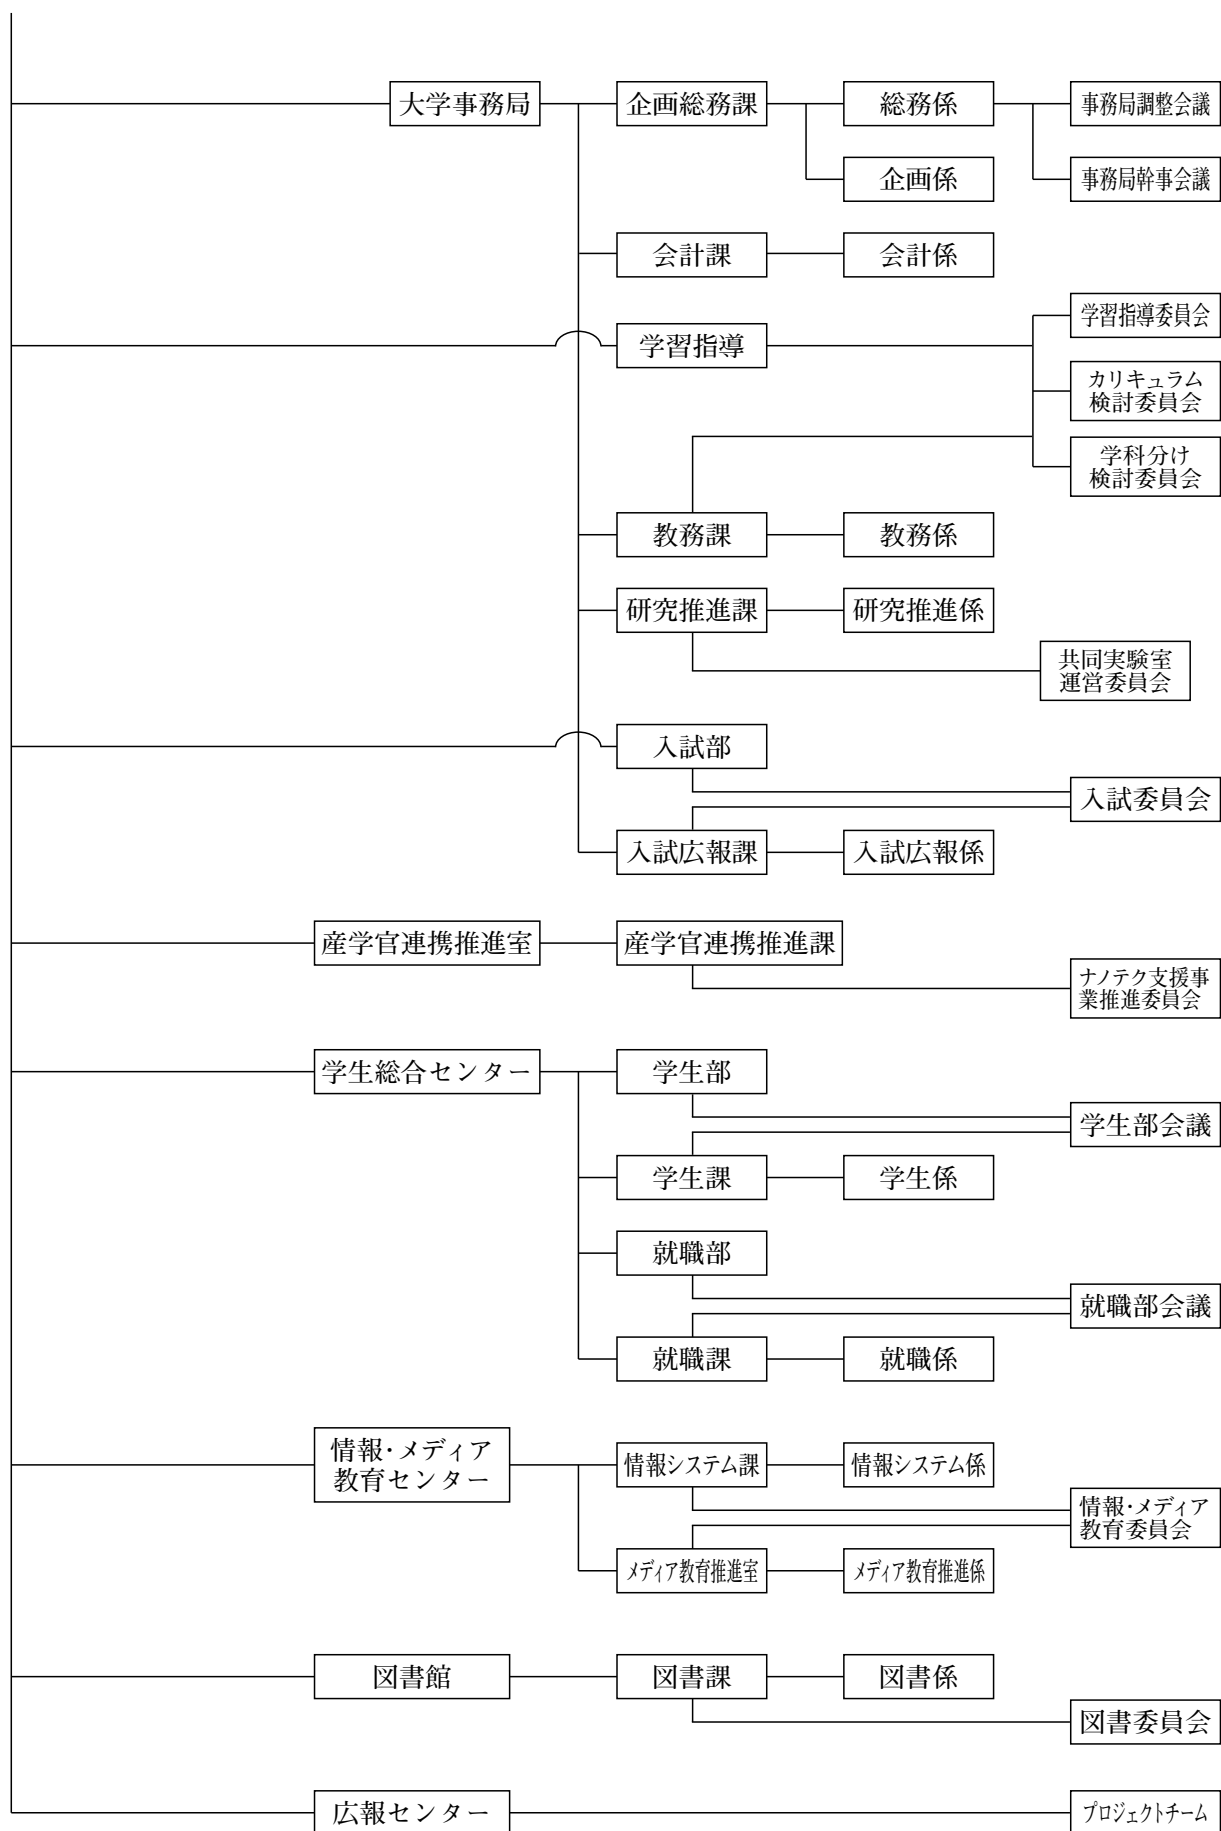 大学事務局
企画総務課
総務係
事務局調整会議
企画係
事務局幹事会議
会計課
会計係
学習指導委員会
学習指導
カリキュラム
検討委員会
学科分け
検討委員会
教務課
教務係
研究推進課
研究推進係
共同実験室
運営委員会
入試部
入試委員会
入試広報課
入試広報係
産学官連携推進室
産学官連携推進課
ナノテク支援事
業推進委員会
学生総合センター
学生部
学生部会議
学生課
学生係
就職部
就職部会議
就職課
就職係
情報・メディア
教育センター
情報システム課
情報システム係
情報・メディア
教育委員会
メディア教育推進室
メディア教育推進係
図書館
図書課
図書係
図書委員会
広報センター
プロジェクトチーム